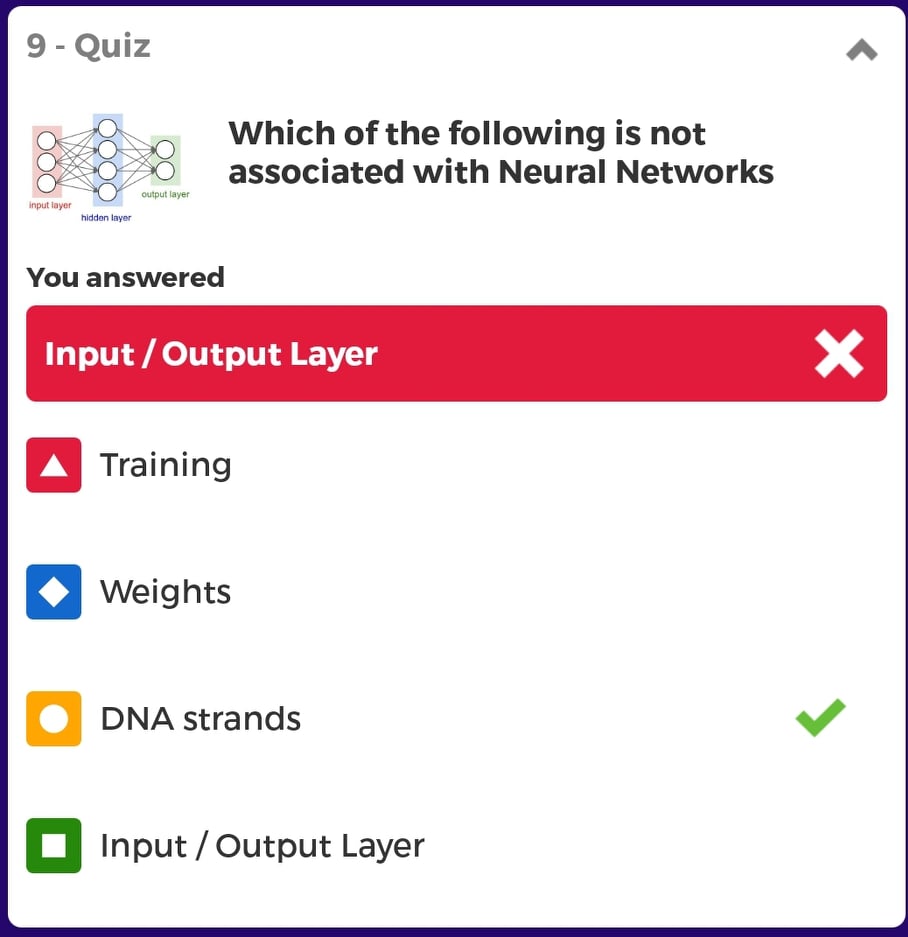 9 - Quiz
Which of the following is not
associated with Neural Networks
input layer
hidden layer
output layer
You answered
Input / Output Layer
Training
Weights
DNA strands
Input / Output Layer